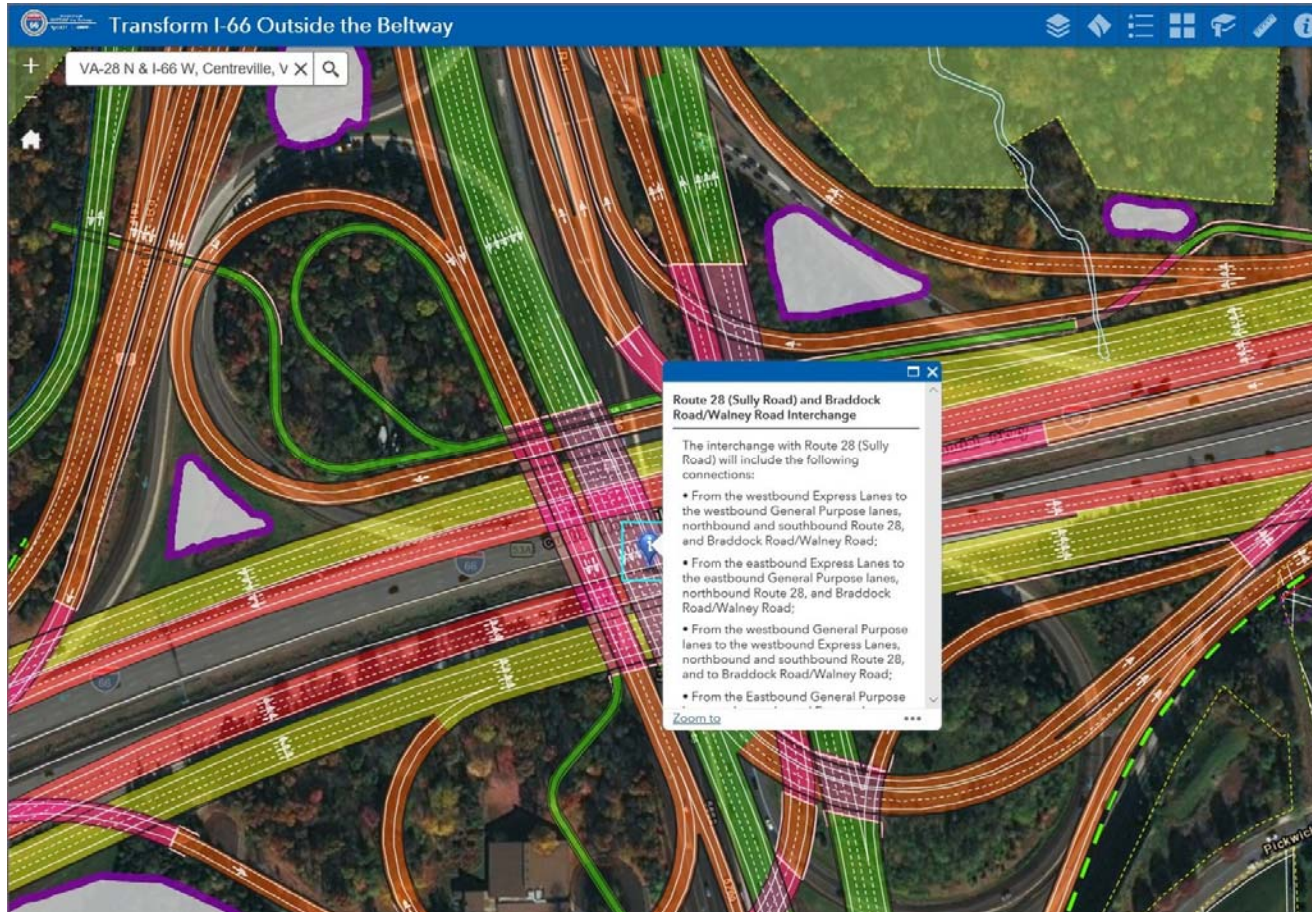 66
Transform I-66 Outside the Beltway
VA-28 N & I-66 W, Centreville, V
Route 28 (Sully Road) and Braddock
Road/Walney Road Interchange
The interchange with Route 28 (Sully
Road) will include the following
connections:
• From the westbound Express Lanes to
the westbound General Purpose lanes,
northbound and southbound Route 28,
and Braddock Road/Walney Road;
• From the eastbound Express Lanes to
the eastbound General Purpose lanes,
northbound Route 28, and Braddock
Road/Walney Road;
• From the westbound General Purpose
lanes to the westbound Express Lanes,
northbound and southbound Route 28,
and to Braddock Road/Walney Road;
• From the Eastbound General Purpose
Zoom to
53A
66
66
Pickwic